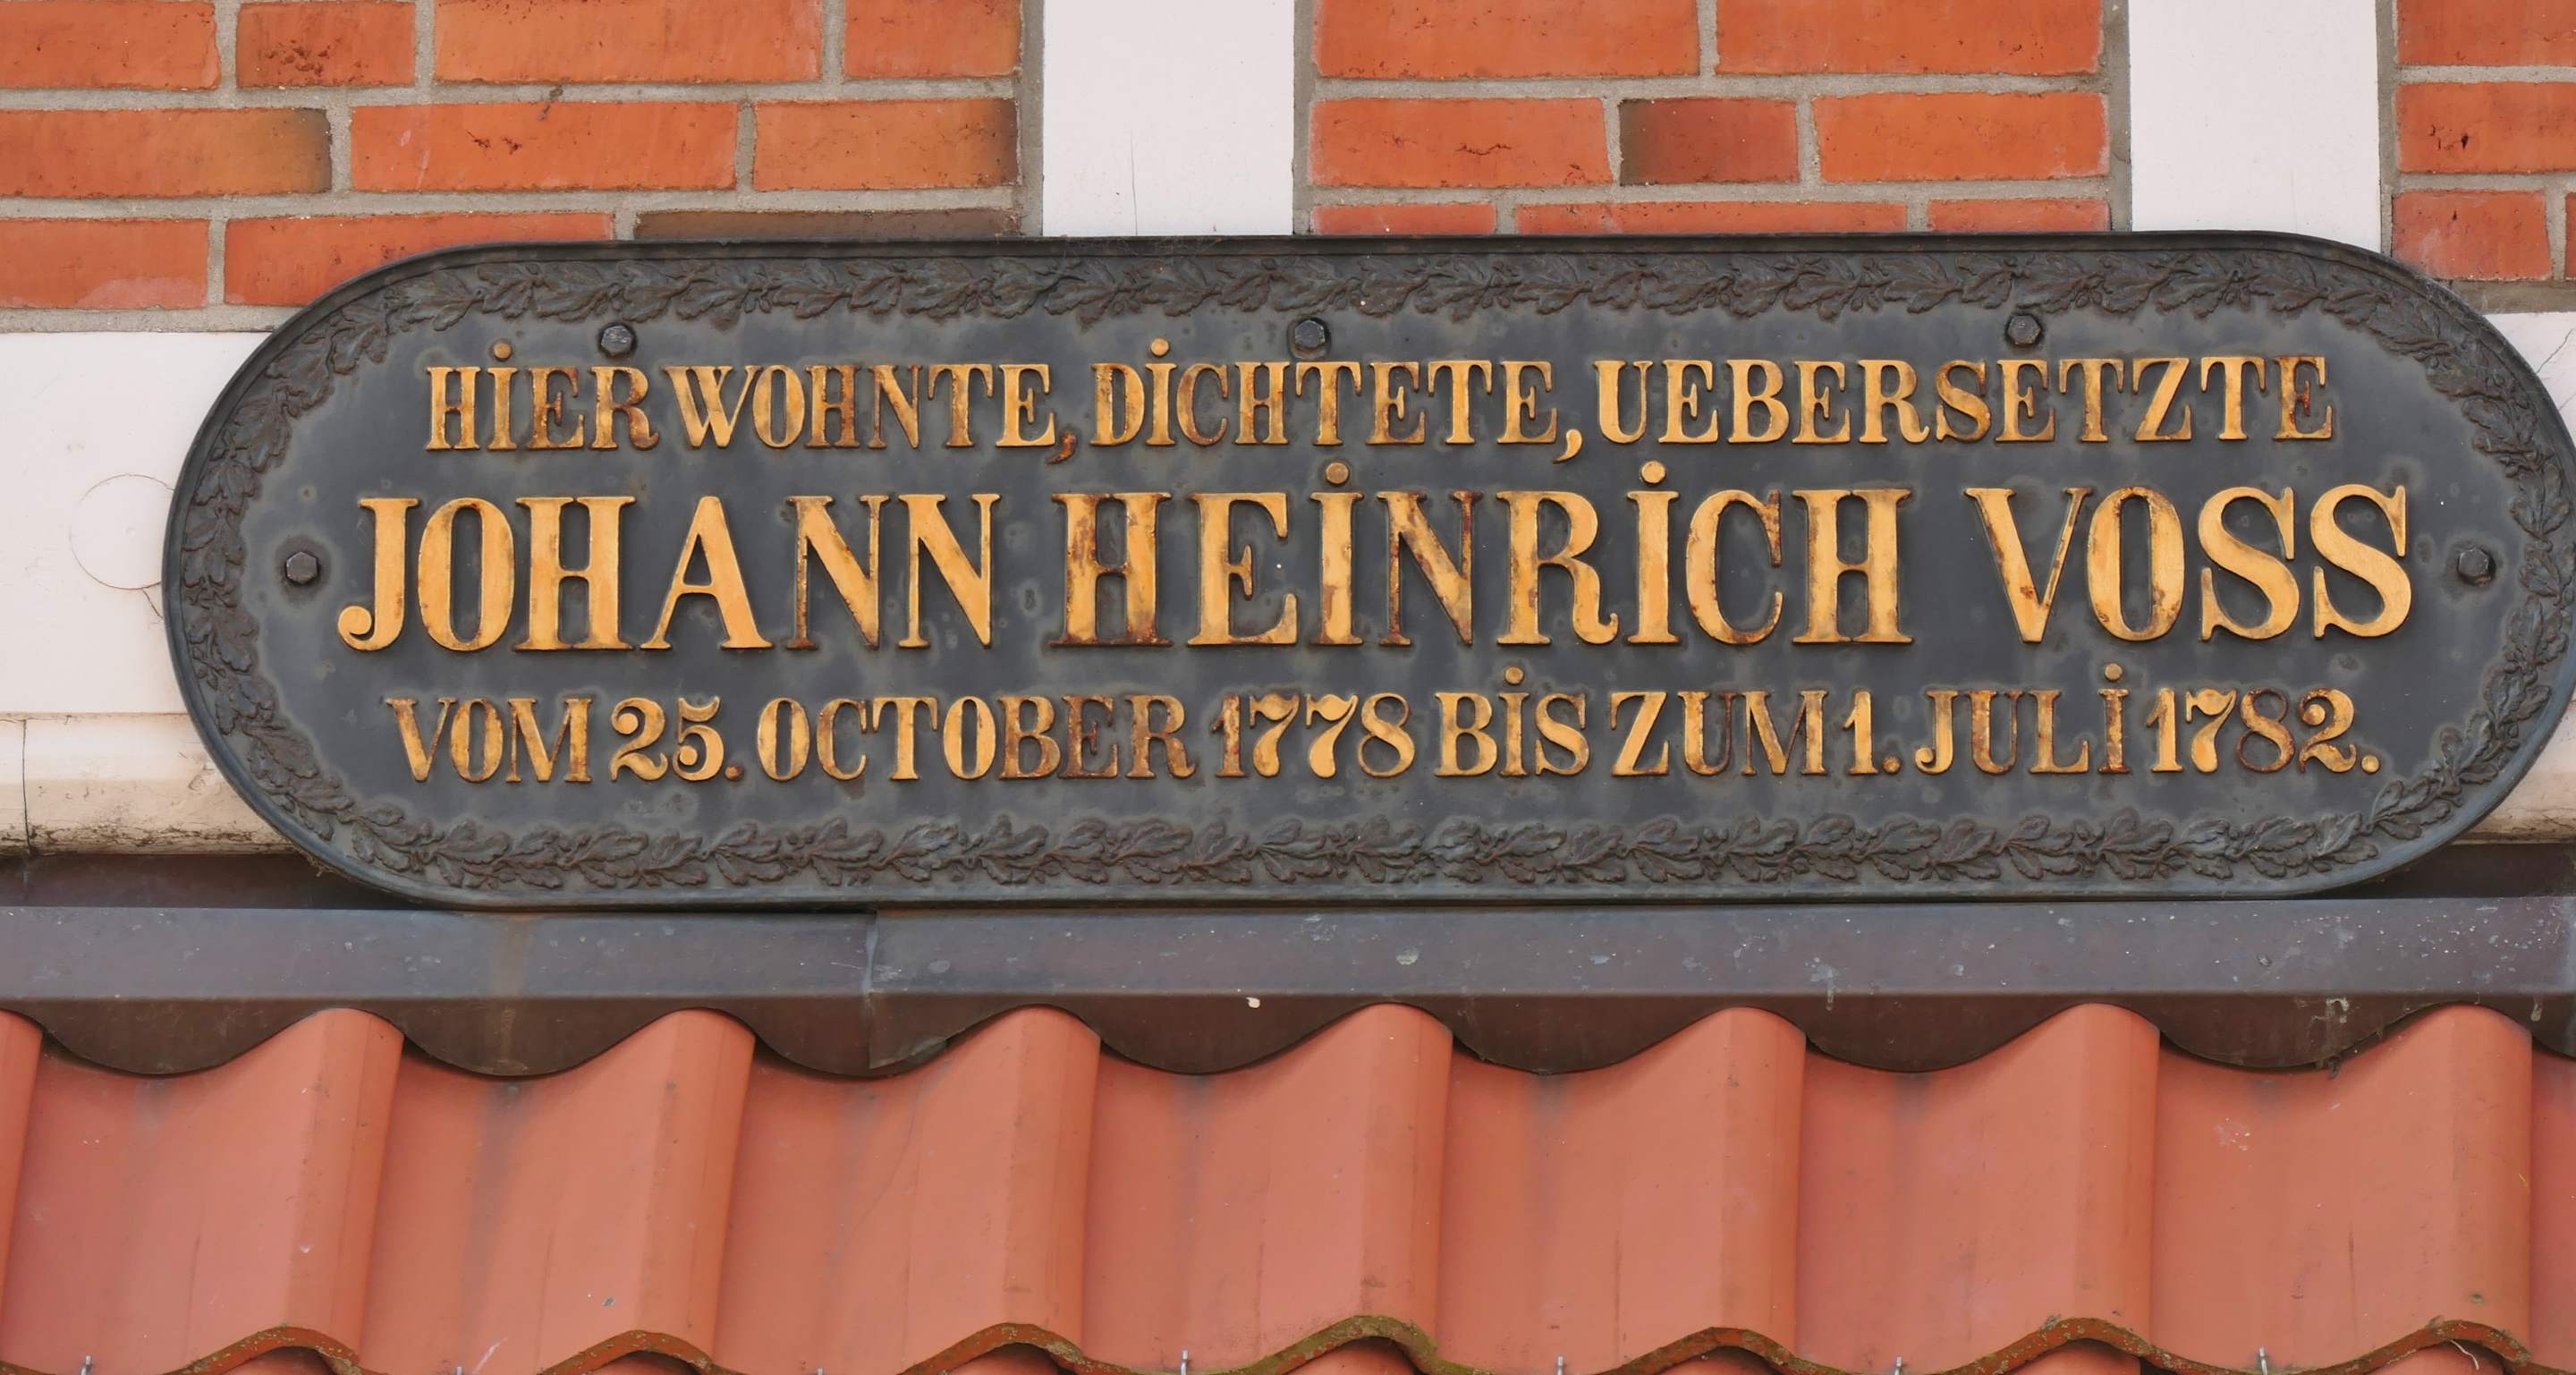 HiER WOHNTE, DiCHTETE, UEBERSETZTE
JOHANN HEiNRiCH VOSS
VOM 25. OCTOBER 1778 BiS ZUM 1. JULi 1782.